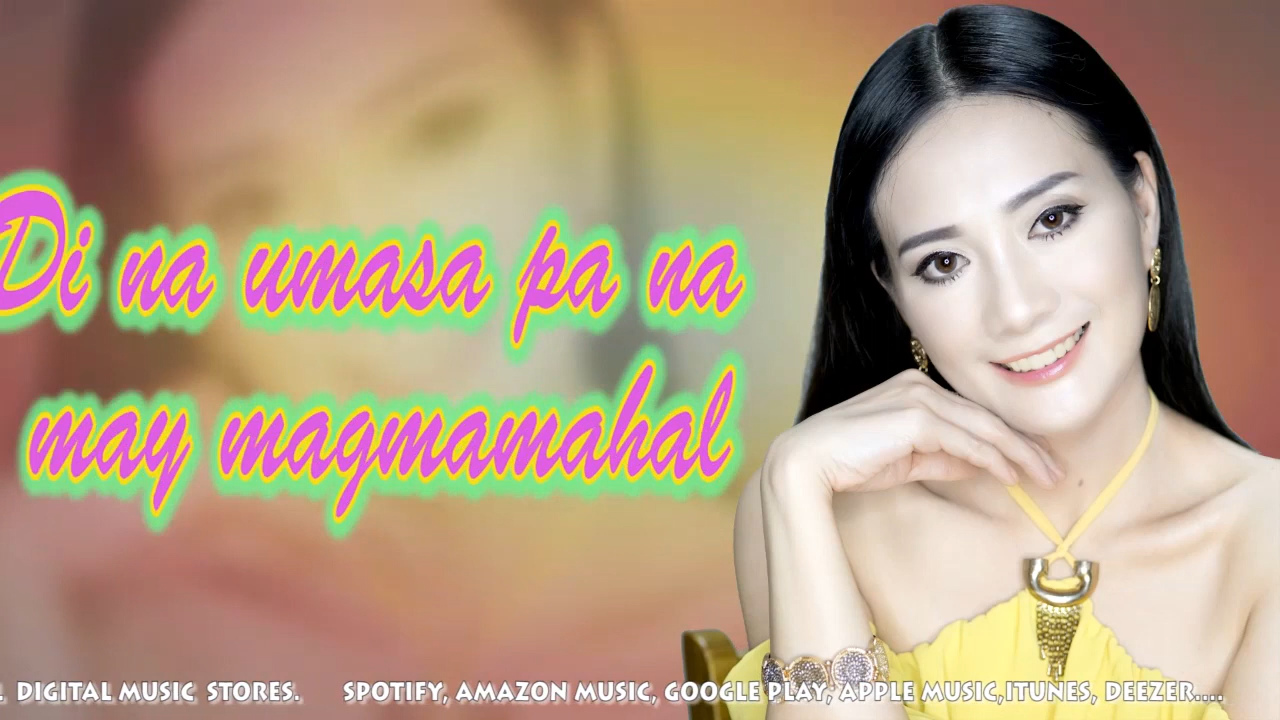 Di na umasa pa na
may magmamahal
. DIGITAL MUSIC STORES. SPOTIFY, AMAZON MUSIC, GOOGLE PLAY, APPLE MUSIC,ITUNES, DEEZER....